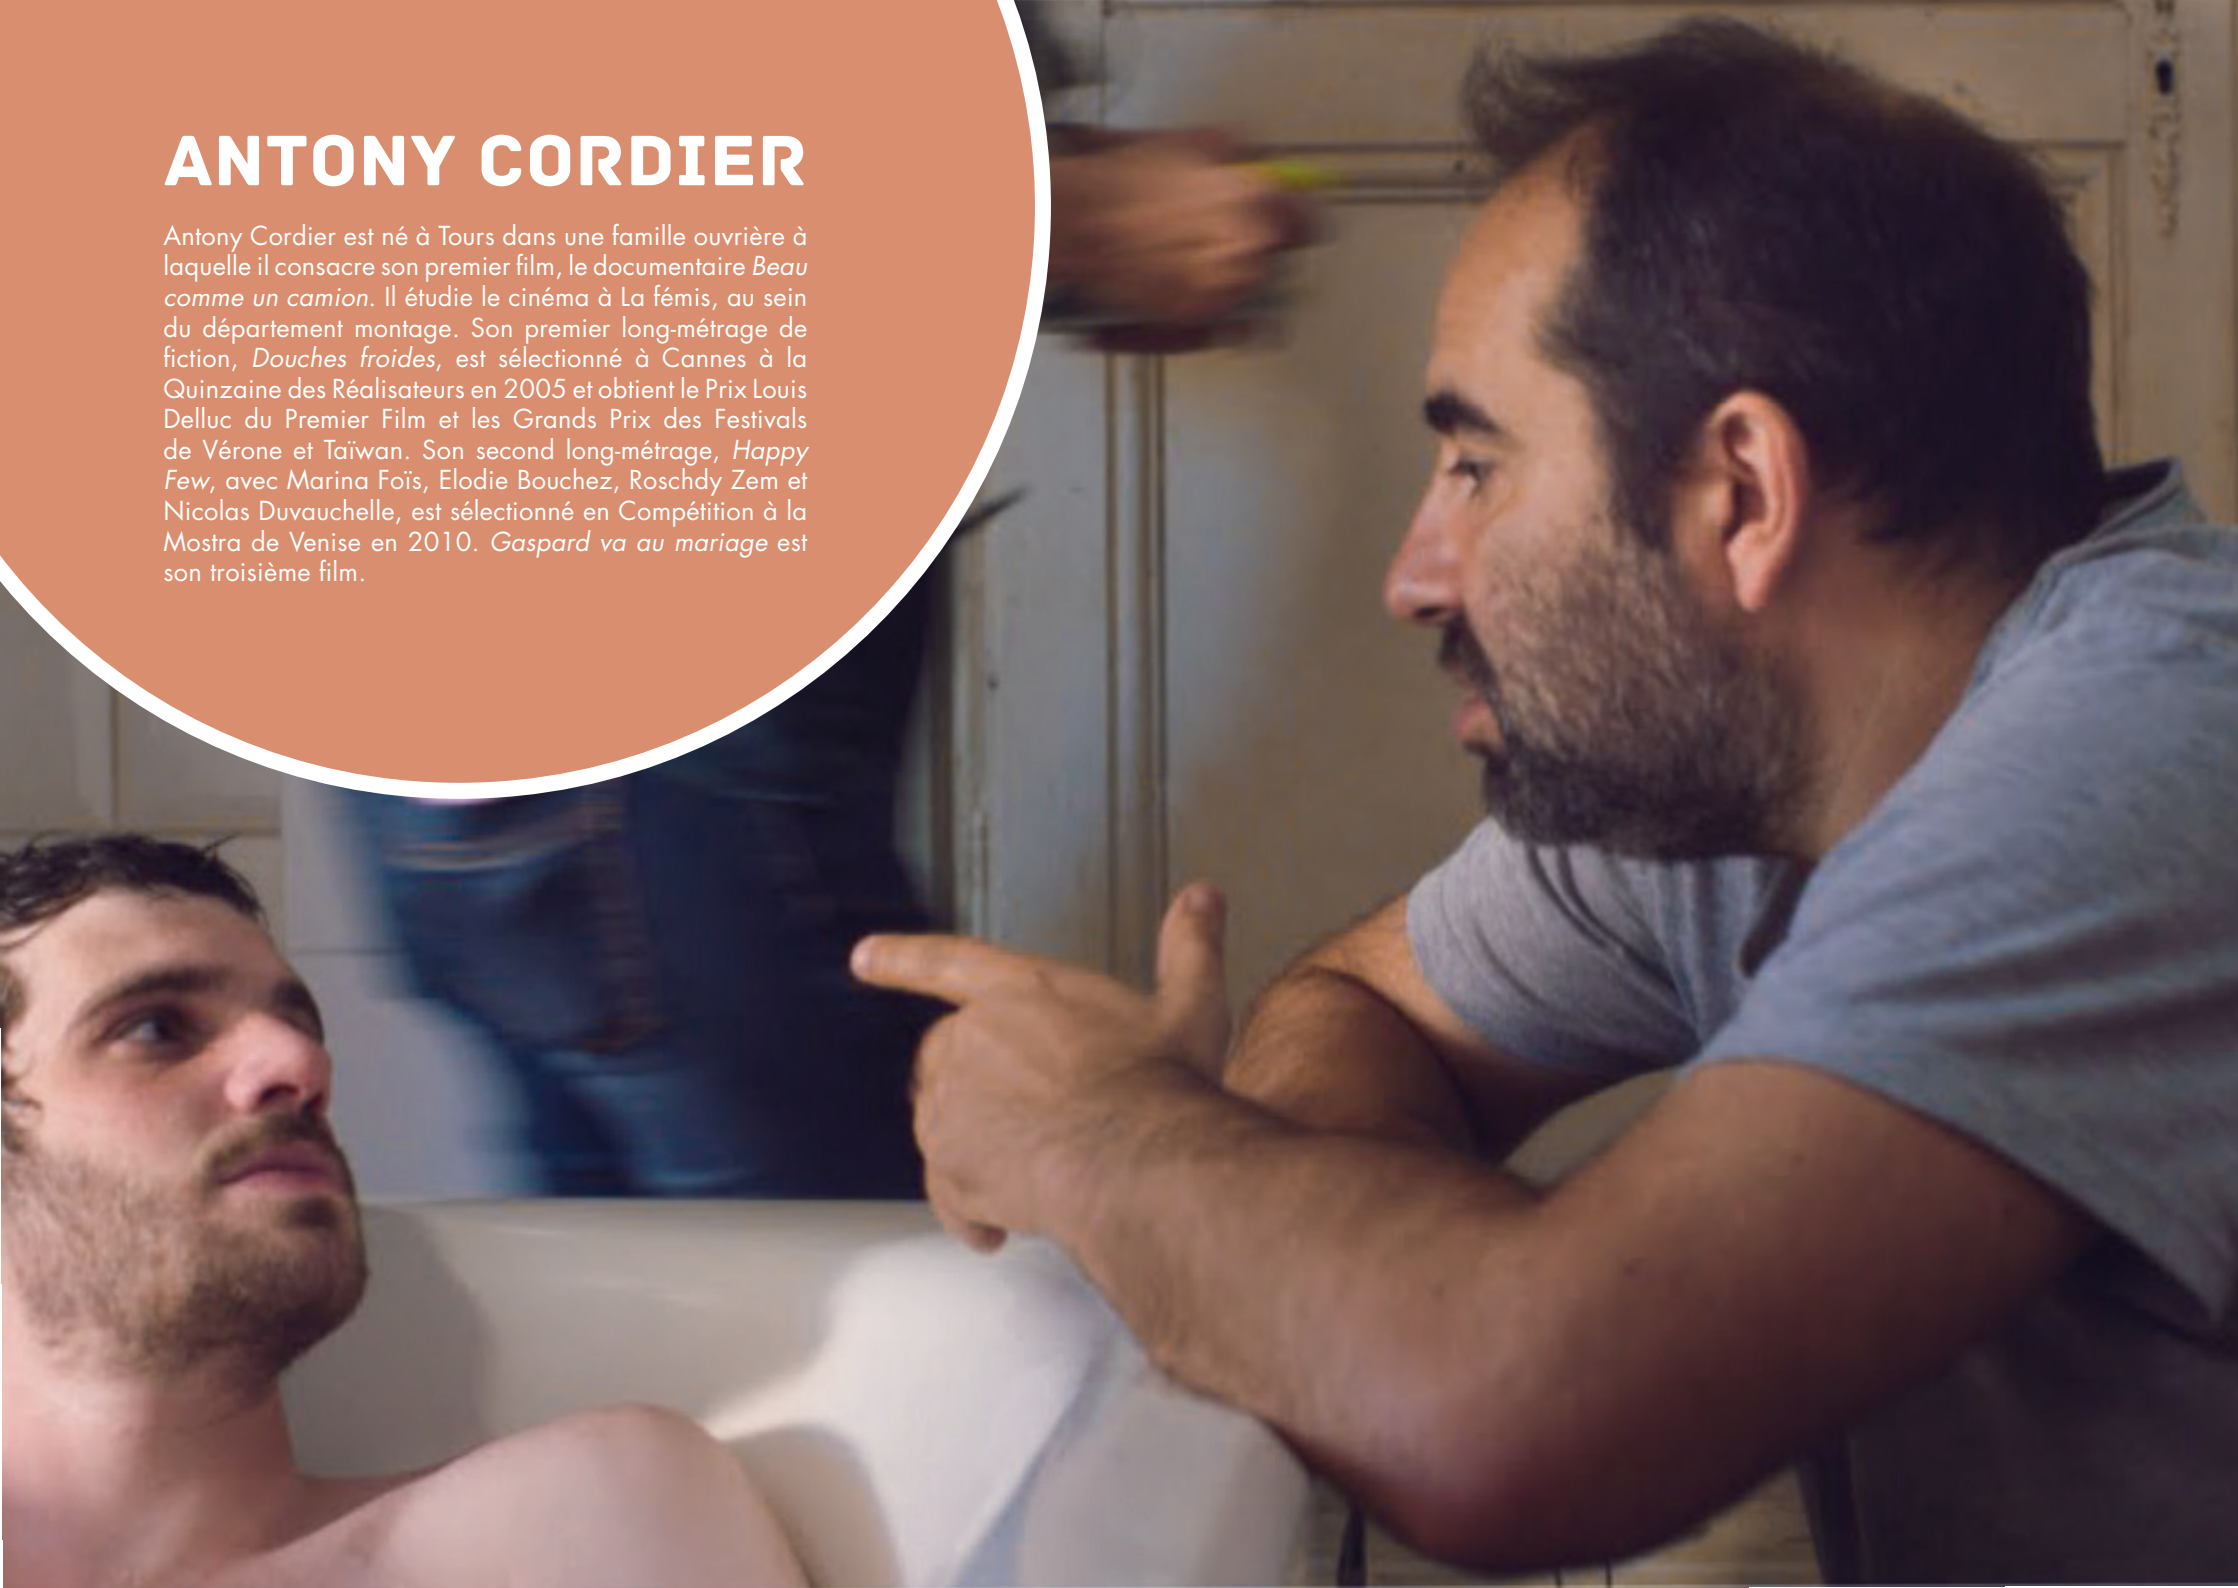 ANTONY CORDIER
Antony Cordier est né à Tours dans une famille ouvrière à
laquelle il consacre son premier film, le documentaire Beau
comme un camion. Il étudie le cinéma à La fémis, au sein
du département montage. Son premier long-métrage de
fiction, Douches froides, est sélectionné à Cannes à la
Quinzaine des Réalisateurs en 2005 et obtient le Prix Louis
Delluc du Premier Film et les Grands Prix des Festivals
de Vérone et Taïwan. Son second long-métrage, Happy
Few, avec Marina Foïs, Elodie Bouchez, Roschdy Zem et
Nicolas Duvauchelle, est sélectionné en Compétition à la
Mostra de Venise en 2010. Gaspard va au mariage est
son troisième film.